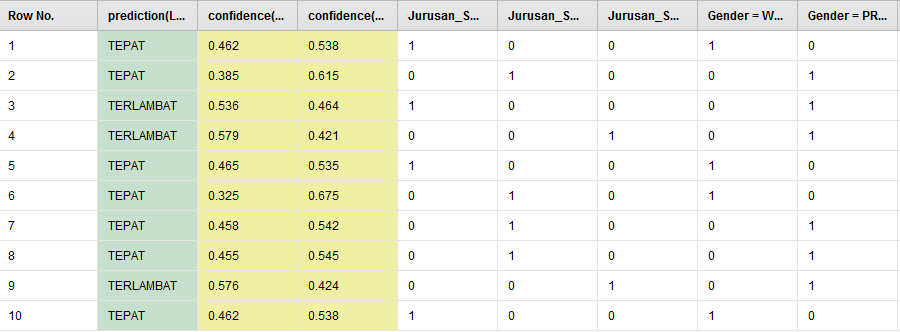 Row No. prediction(L... confidence(... confidence(... Jurusan_S... Jurusan_S... Jurusan_S... Gender = W... Gender = PR...
1 TEPAT 0.462 0.538 1 0 0 1 0
2 TEPAT 0.385 0.615 0 1 0 0 1
3 TERLAMBAT 0.536 0.464 1 0 0 0 1
4 TERLAMBAT 0.579 0.421 0 0 1 0 1
5 TEPAT 0.465 0.535 1 0 0 1 0
6 TEPAT 0.325 0.675 0 1 0 1 0
7 TEPAT 0.458 0.542 0 1 0 0 1
8 TEPAT 0.455 0.545 0 1 0 0 1
9 TERLAMBAT 0.576 0.424 0 0 1 0 1
10 TEPAT 0.462 0.538 1 0 0 1 0